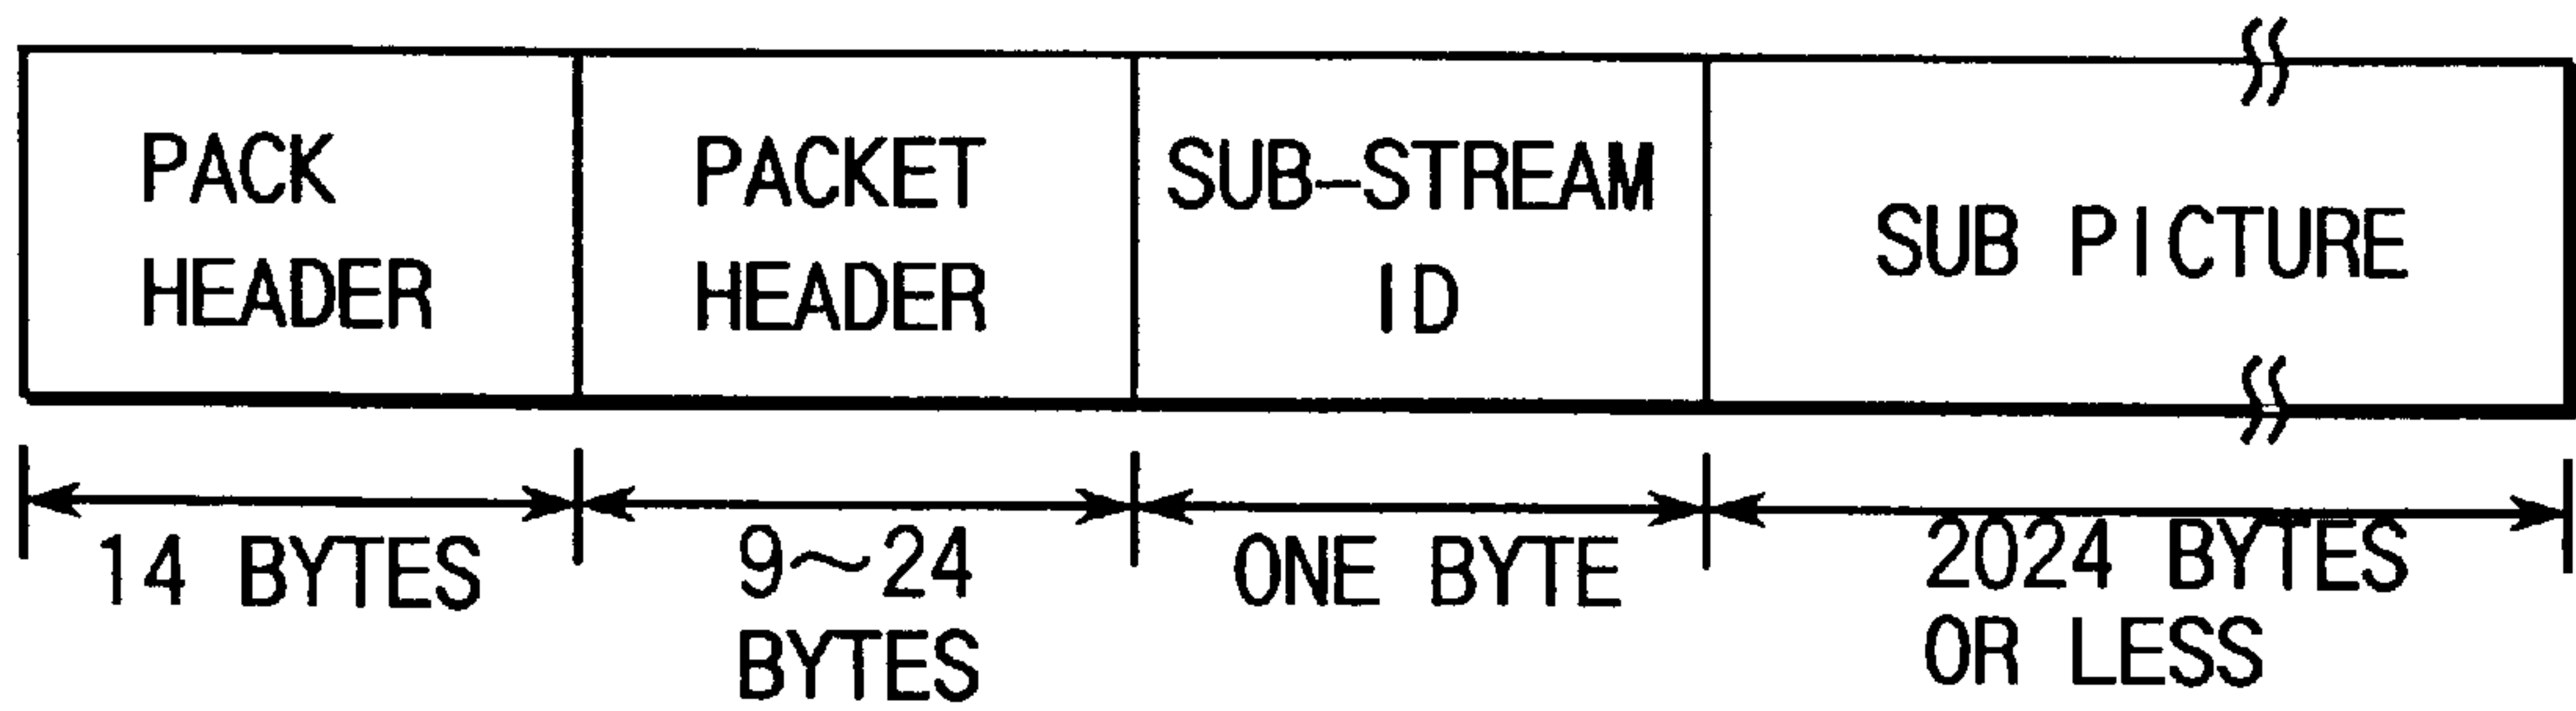 PACK
HEADER
PACKET
HEADER
SUB-STREAM
ID
SUB PICTURE
14 BYTES
9~24
BYTES
ONE BYTE
2024 BYTES
OR LESS